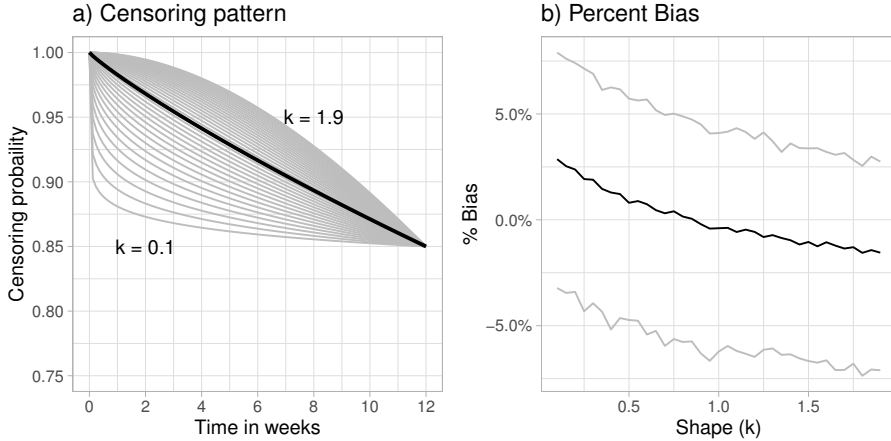 a) Censoring pattern
Censoring probaility
1.00
0.95
0.90
0.85
0.80
0.75
k = 1.9
k = 0.1
0
2
4
6
8
10
12
Time in weeks
b) Percent Bias
% Bias
5.0%
0.0%
−5.0%
0.5
1.0
1.5
Shape (k)